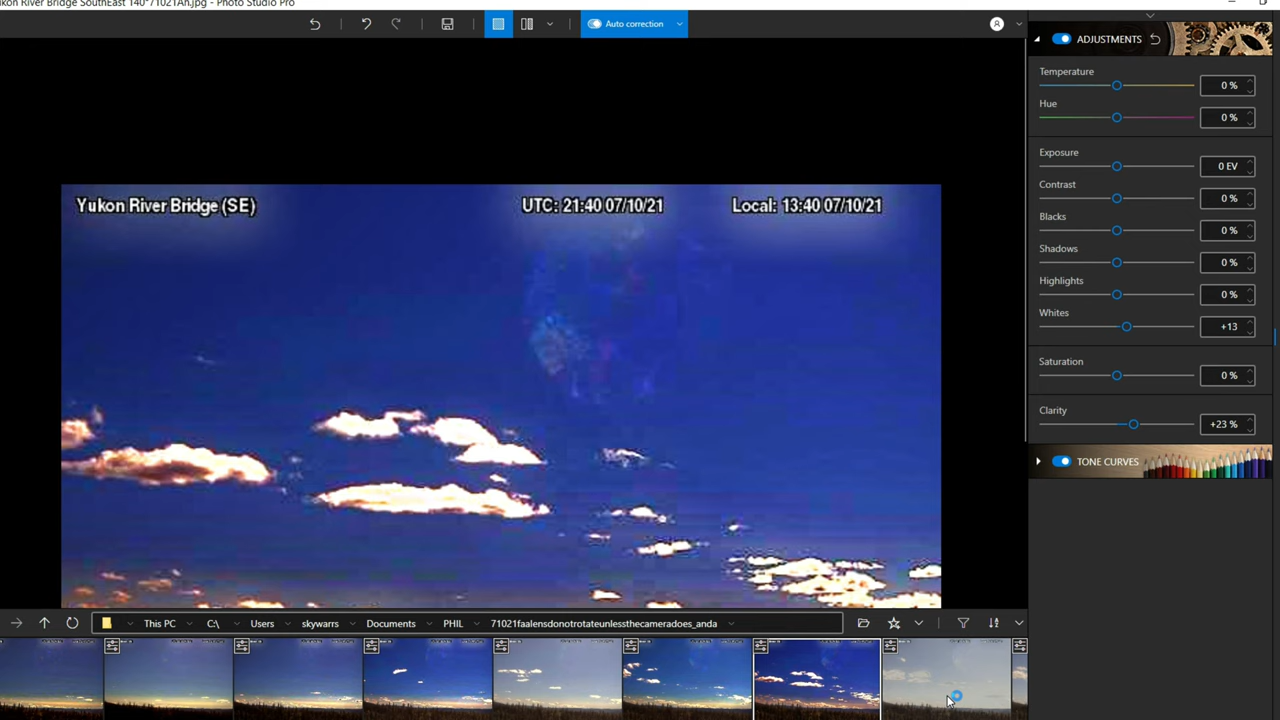 ukon River Bridge SouthEast 140°71021An.jpg - Photo Studio Pro
Auto correction
ADJUSTMENTS
Temperature
0 %
Hue
0 %
Exposure
0 EV
Contrast
0 %
Blacks
0 %
Shadows
0 %
Highlights
0 %
Whites
+13
Saturation
0 %
Clarity
+23 %
TONE CURVES
Yukon River Bridge (SE) UTC: 21:40 07/10/21 Local: 13:40 07/10/21
This PC C:\ Users skywarrs Documents PHIL 71021faalensdonotrotateunlessthecameradoes_anda